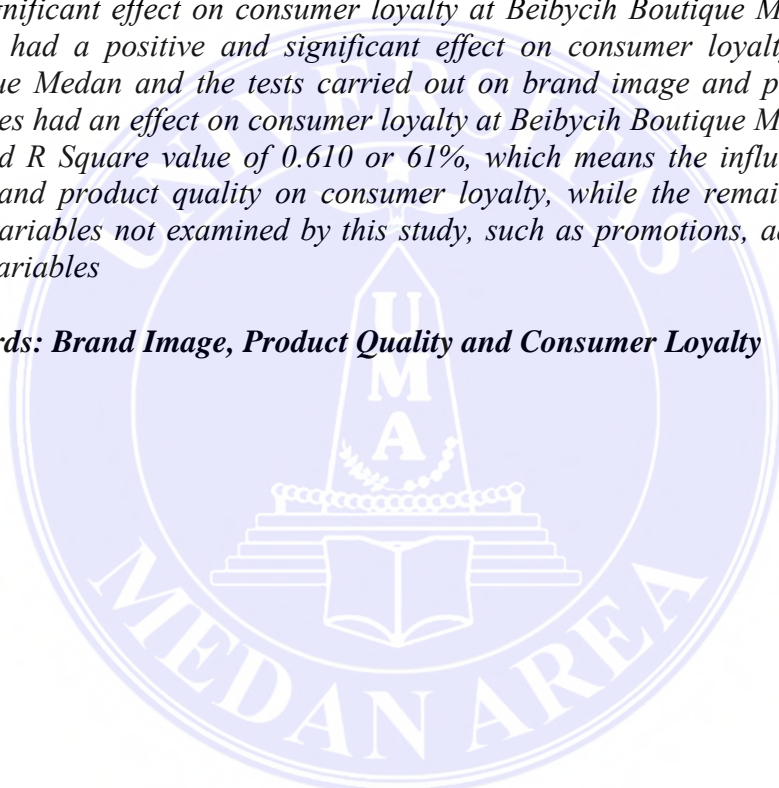 gnificant effect on consumer loyalty at Beibycih Boutique M
had a positive and significant effect on consumer loyalty
ue Medan and the tests carried out on brand image and p
es had an effect on consumer loyalty at Beibycih Boutique M
d R Square value of 0.610 or 61%, which means the influ
and product quality on consumer loyalty, while the remai
ariables not examined by this study, such as promotions, a
ariables
rds: Brand Image, Product Quality and Consumer Loyalty
UNIVERSITAS
U
M
A
MEDAN AREA